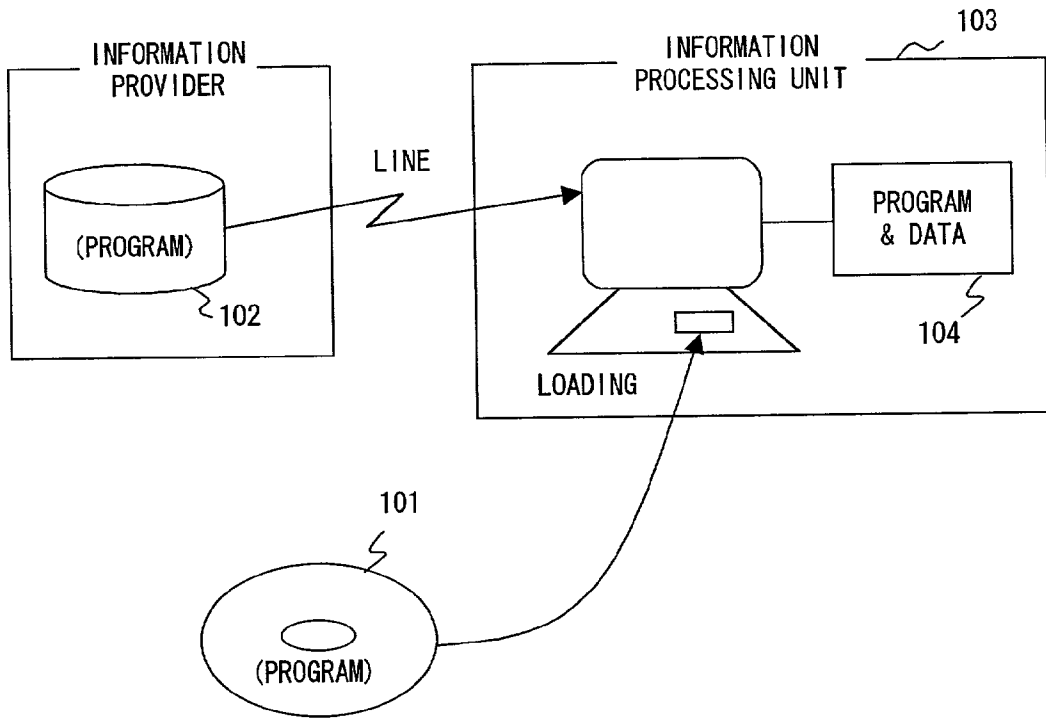 INFORMATION
PROVIDER
(PROGRAM)
102
LINE
INFORMATION
PROCESSING UNIT
103
PROGRAM
& DATA
104
LOADING
101
(PROGRAM)